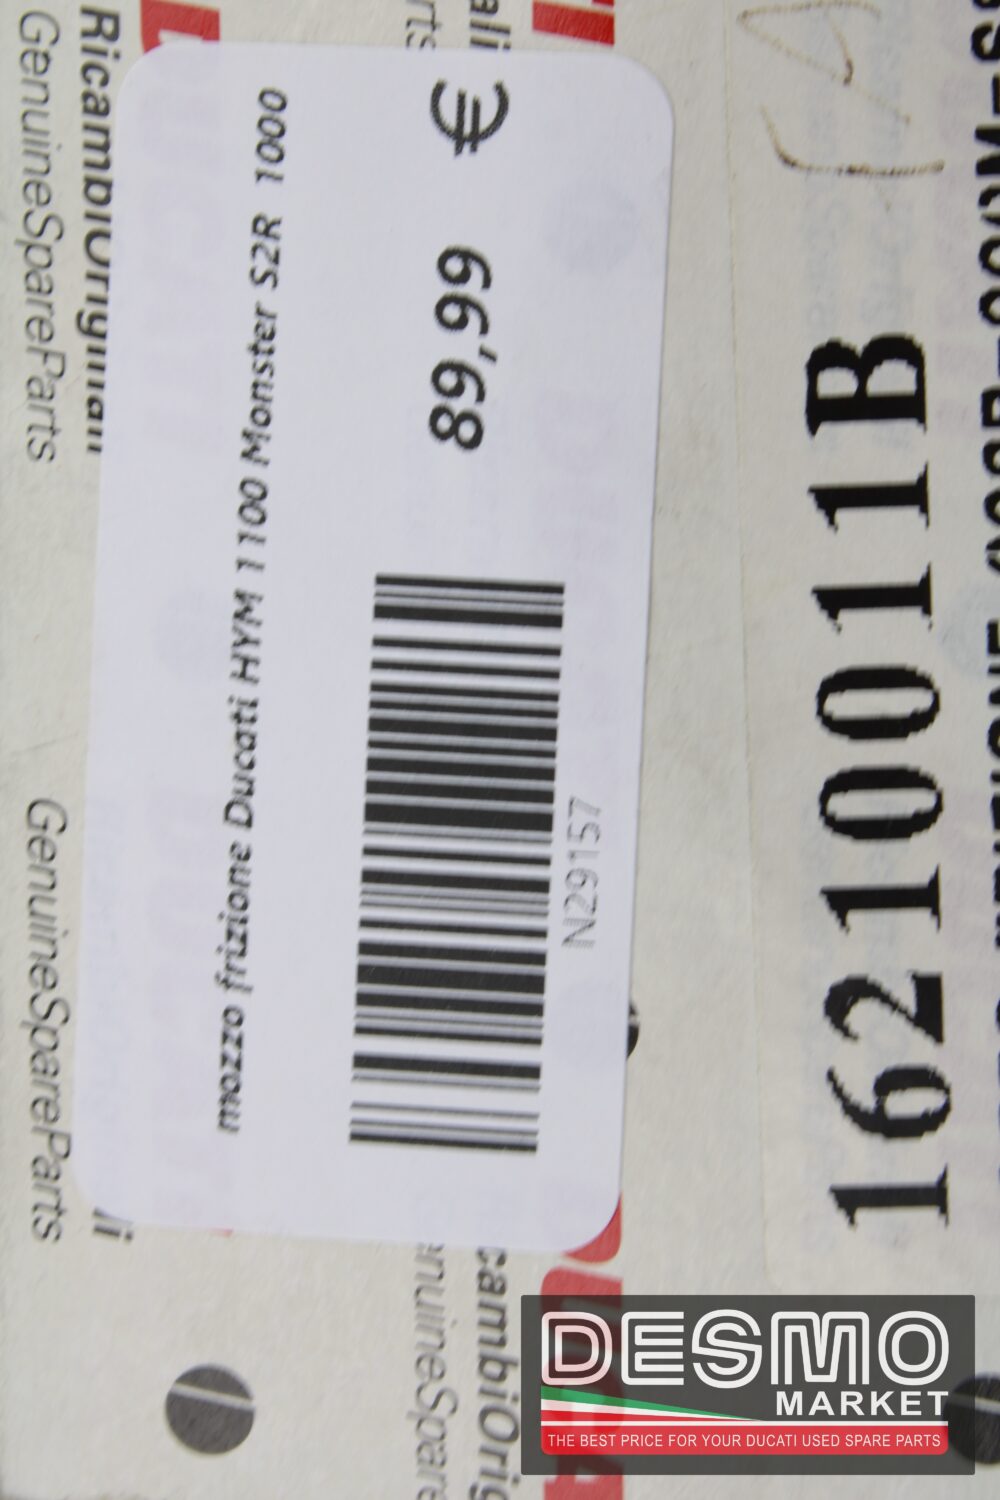 mozzo frizione Ducati HYM 1100 Monster S2R 1000
89,99 €
N29157
16210011B
RicambiOriginali
GenuineSpareParts
GenuineSpareParts
DESMO
MARKET
THE BEST PRICE FOR YOUR DUCATI USED SPARE PARTS